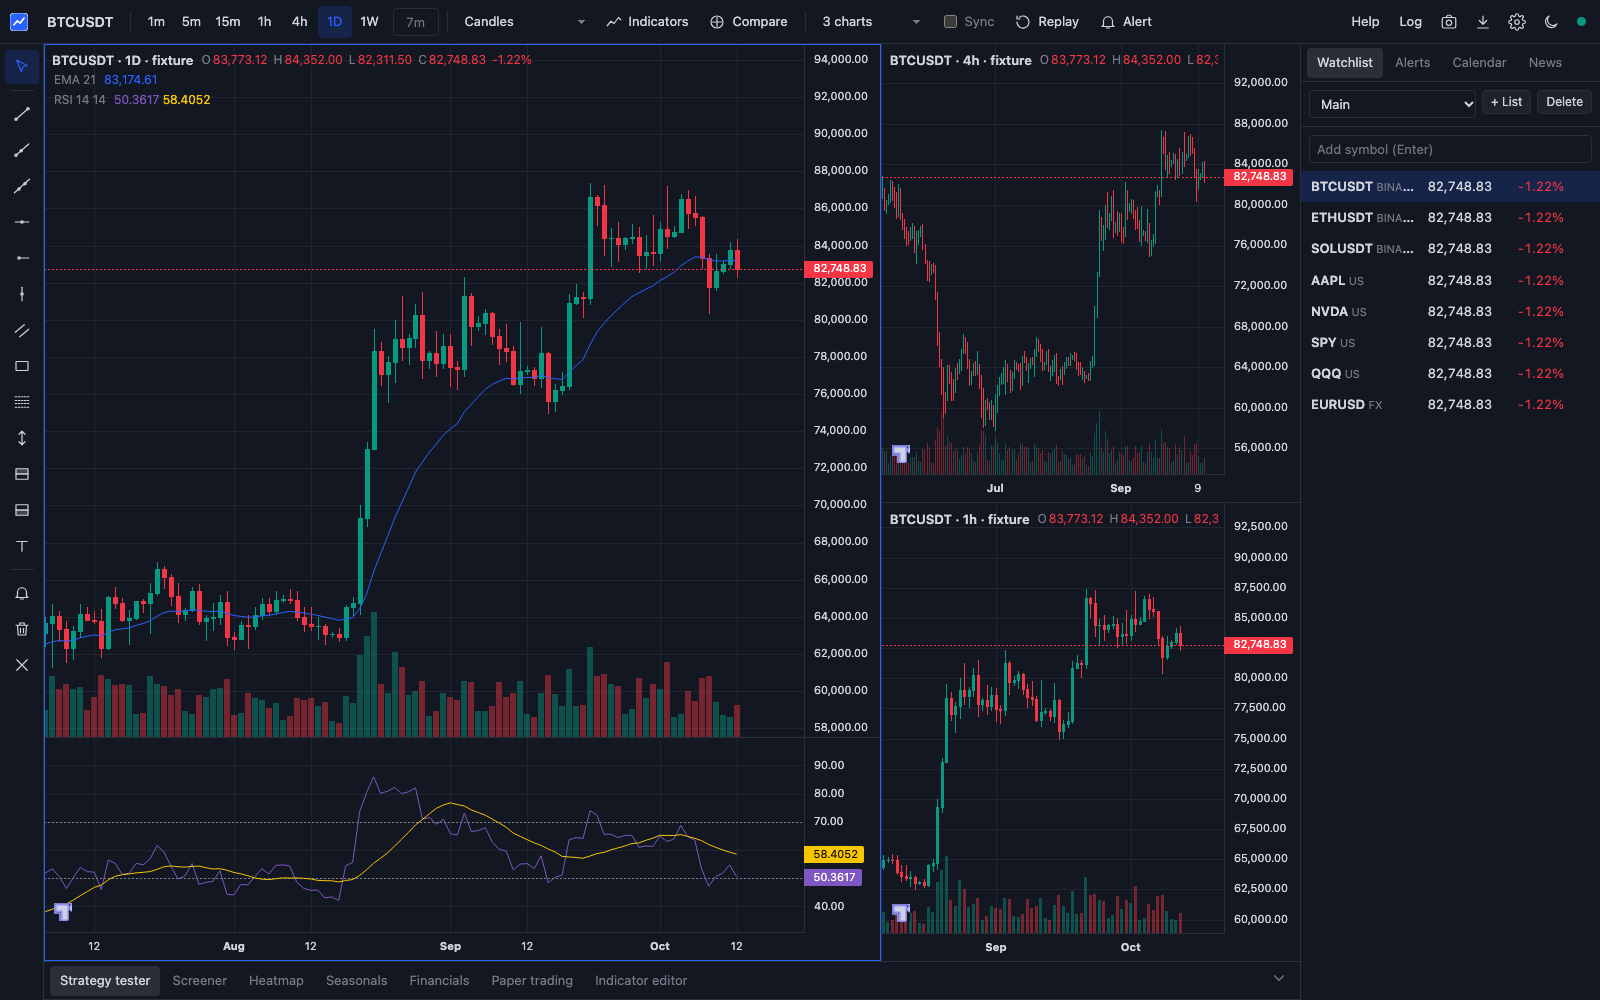 BTCUSDT 1m 5m 15m 1h 4h 1D 1W 7m Candles Indicators Compare 3 charts Sync Replay Alert Help Log
BTCUSDT · 1D · fixture O83,773.12 H84,352.00 L82,311.50 C82,748.83 -1.22%
EMA 21 83,174.61
RSI 14 14 50.3617 58.4052
94,000.00
92,000.00
90,000.00
88,000.00
86,000.00
84,000.00
82,748.83
82,000.00
80,000.00
78,000.00
76,000.00
74,000.00
72,000.00
70,000.00
68,000.00
66,000.00
64,000.00
62,000.00
60,000.00
58,000.00
90.00
80.00
70.00
58.4052
50.3617
40.00
12 Aug 12 Sep 12 Oct 12
BTCUSDT · 4h · fixture O83,773.12 H84,352.00 L82,3
92,000.00
88,000.00
84,000.00
82,748.83
80,000.00
76,000.00
72,000.00
68,000.00
64,000.00
60,000.00
56,000.00
Jul Sep 9
BTCUSDT · 1h · fixture O83,773.12 H84,352.00 L82,3
92,500.00
90,000.00
87,500.00
85,000.00
82,748.83
80,000.00
77,500.00
75,000.00
72,500.00
70,000.00
67,500.00
65,000.00
62,500.00
60,000.00
Sep Oct
Watchlist Alerts Calendar News
Main + List Delete
Add symbol (Enter)
BTCUSDT BINA... 82,748.83 -1.22%
ETHUSDT BINA... 82,748.83 -1.22%
SOLUSDT BINA... 82,748.83 -1.22%
AAPL US 82,748.83 -1.22%
NVDA US 82,748.83 -1.22%
SPY US 82,748.83 -1.22%
QQQ US 82,748.83 -1.22%
EURUSD FX 82,748.83 -1.22%
Strategy tester Screener Heatmap Seasonals Financials Paper trading Indicator editor